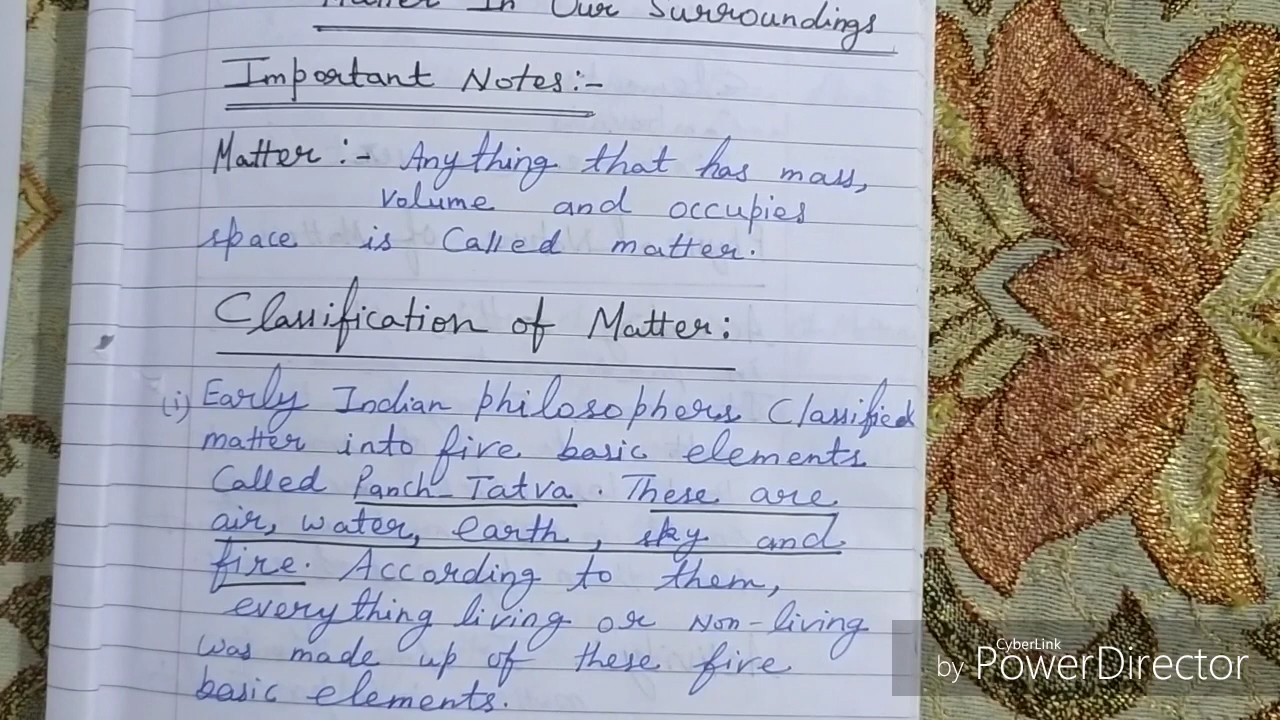 Matter In Our Surroundings
Important Notes:-
Matter :- Anything that has mass,
volume and occupies
space is Called matter.
Classification of Matter:
(i) Early Indian philosophers Classified
matter into five basic elements
Called Panch-Tatva. These are
air, water, earth, sky and
fire. According to them,
everything living or Non-living
was made up of these five
basic elements.
CyberLink
by PowerDirector